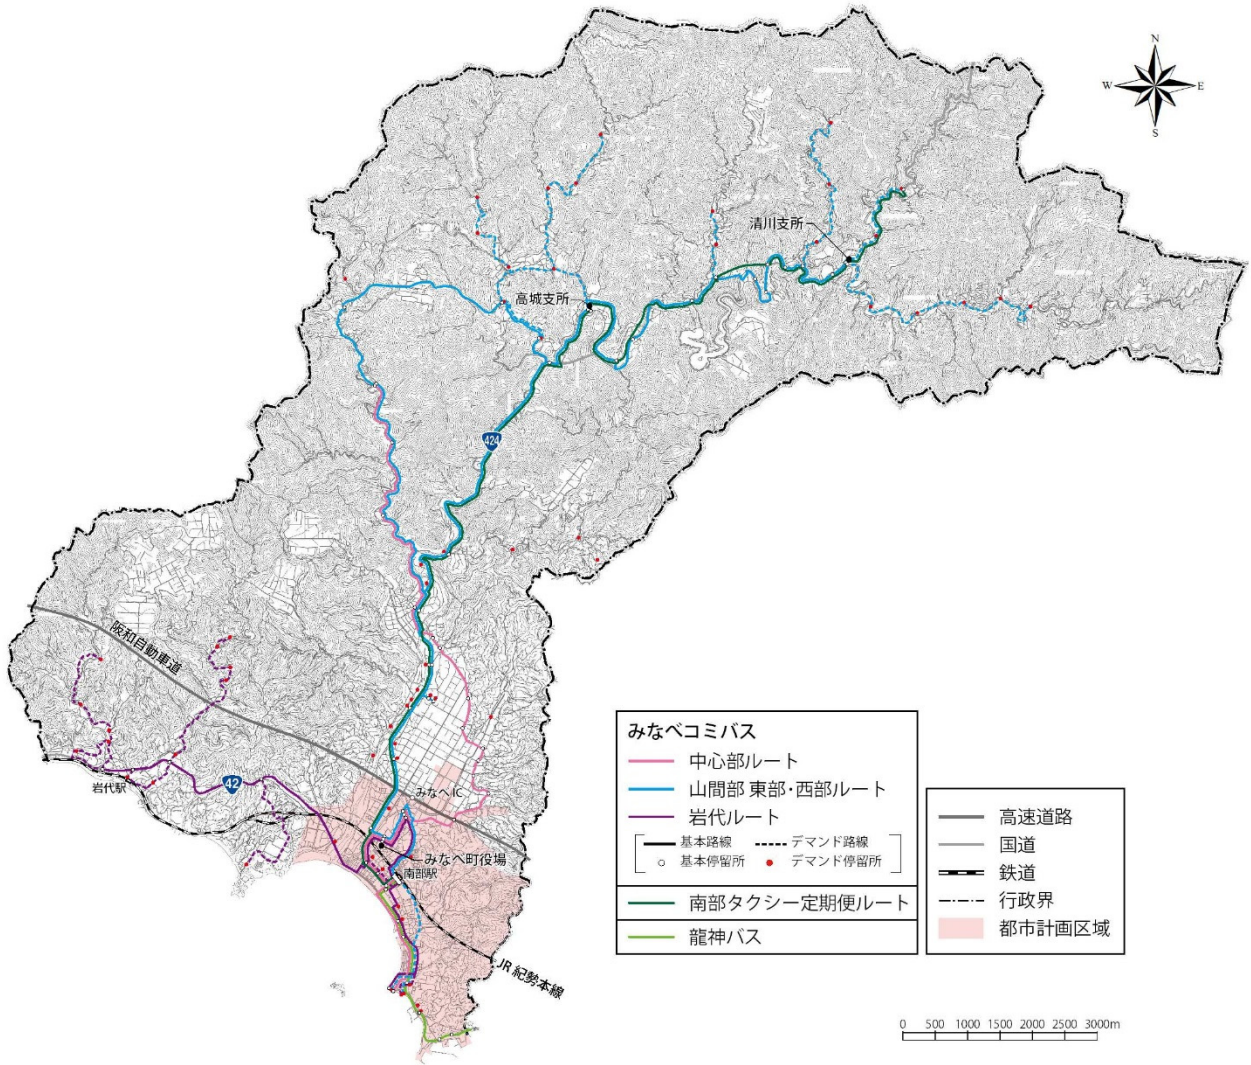 N
W
E
S
清川支所
高城支所
424
阪和自動車道
岩代駅
42
みなべIC
みなべ町役場
南部駅
JR 紀勢本線
みなべコミバス
中心部ルート
山間部 東部・西部ルート
岩代ルート
基本路線
デマンド路線
基本停留所
デマンド停留所
南部タクシー定期便ルート
龍神バス
高速道路
国道
鉄道
行政界
都市計画区域
0 500 1000 1500 2000 2500 3000m